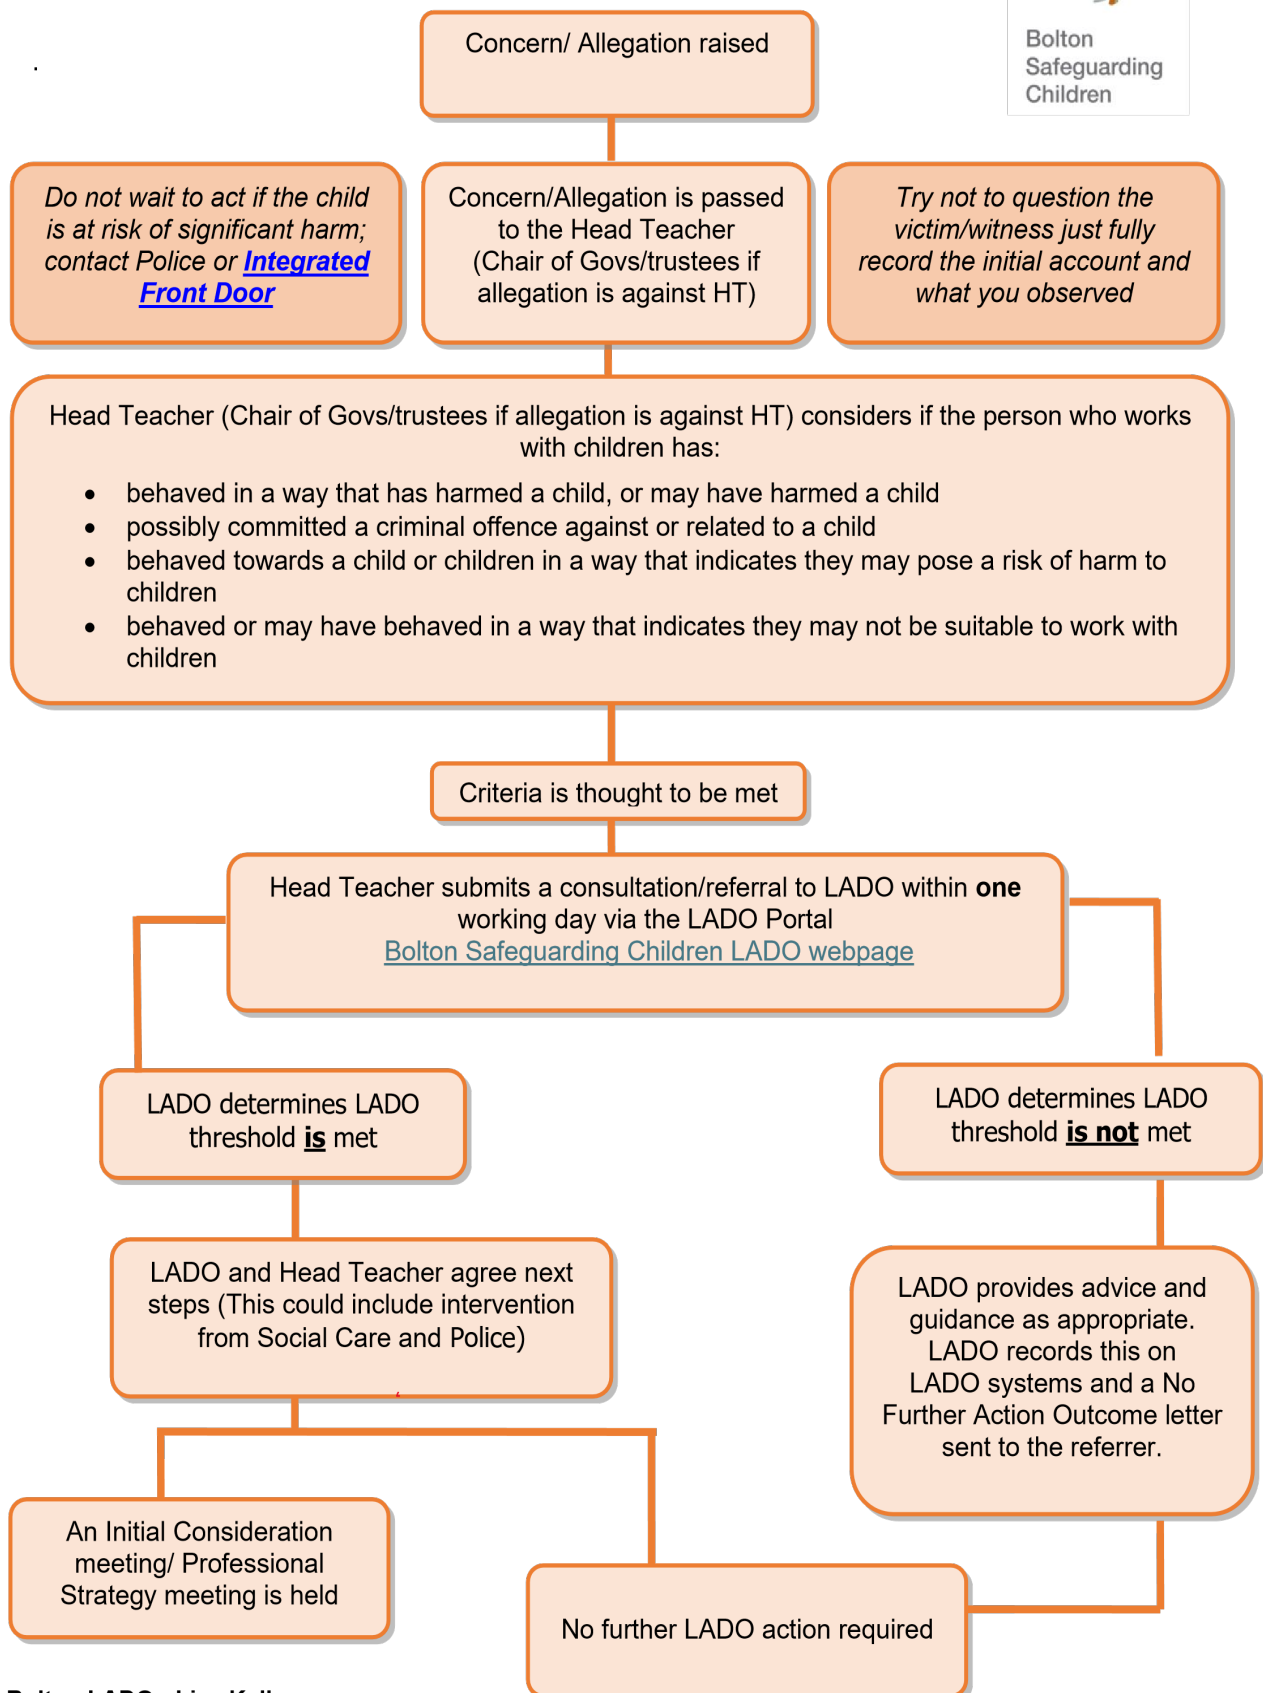 Concern/ Allegation raised
.
Bolton
Safeguarding
Children
Do not wait to act if the child
is at risk of significant harm;
contact Police or Integrated
Front Door
Concern/Allegation is passed
to the Head Teacher
(Chair of Govs/trustees if
allegation is against HT)
Try not to question the
victim/witness just fully
record the initial account and
what you observed
Head Teacher (Chair of Govs/trustees if allegation is against HT) considers if the person who works
with children has:
• behaved in a way that has harmed a child, or may have harmed a child
• possibly committed a criminal offence against or related to a child
• behaved towards a child or children in a way that indicates they may pose a risk of harm to
children
• behaved or may have behaved in a way that indicates they may not be suitable to work with
children
Criteria is thought to be met
Head Teacher submits a consultation/referral to LADO within one
working day via the LADO Portal
Bolton Safeguarding Children LADO webpage
LADO determines LADO
threshold is met
LADO determines LADO
threshold is not met
LADO and Head Teacher agree next
steps (This could include intervention
from Social Care and Police)
LADO provides advice and
guidance as appropriate.
LADO records this on
LADO systems and a No
Further Action Outcome letter
sent to the referrer.
An Initial Consideration
meeting/ Professional
Strategy meeting is held
No further LADO action required